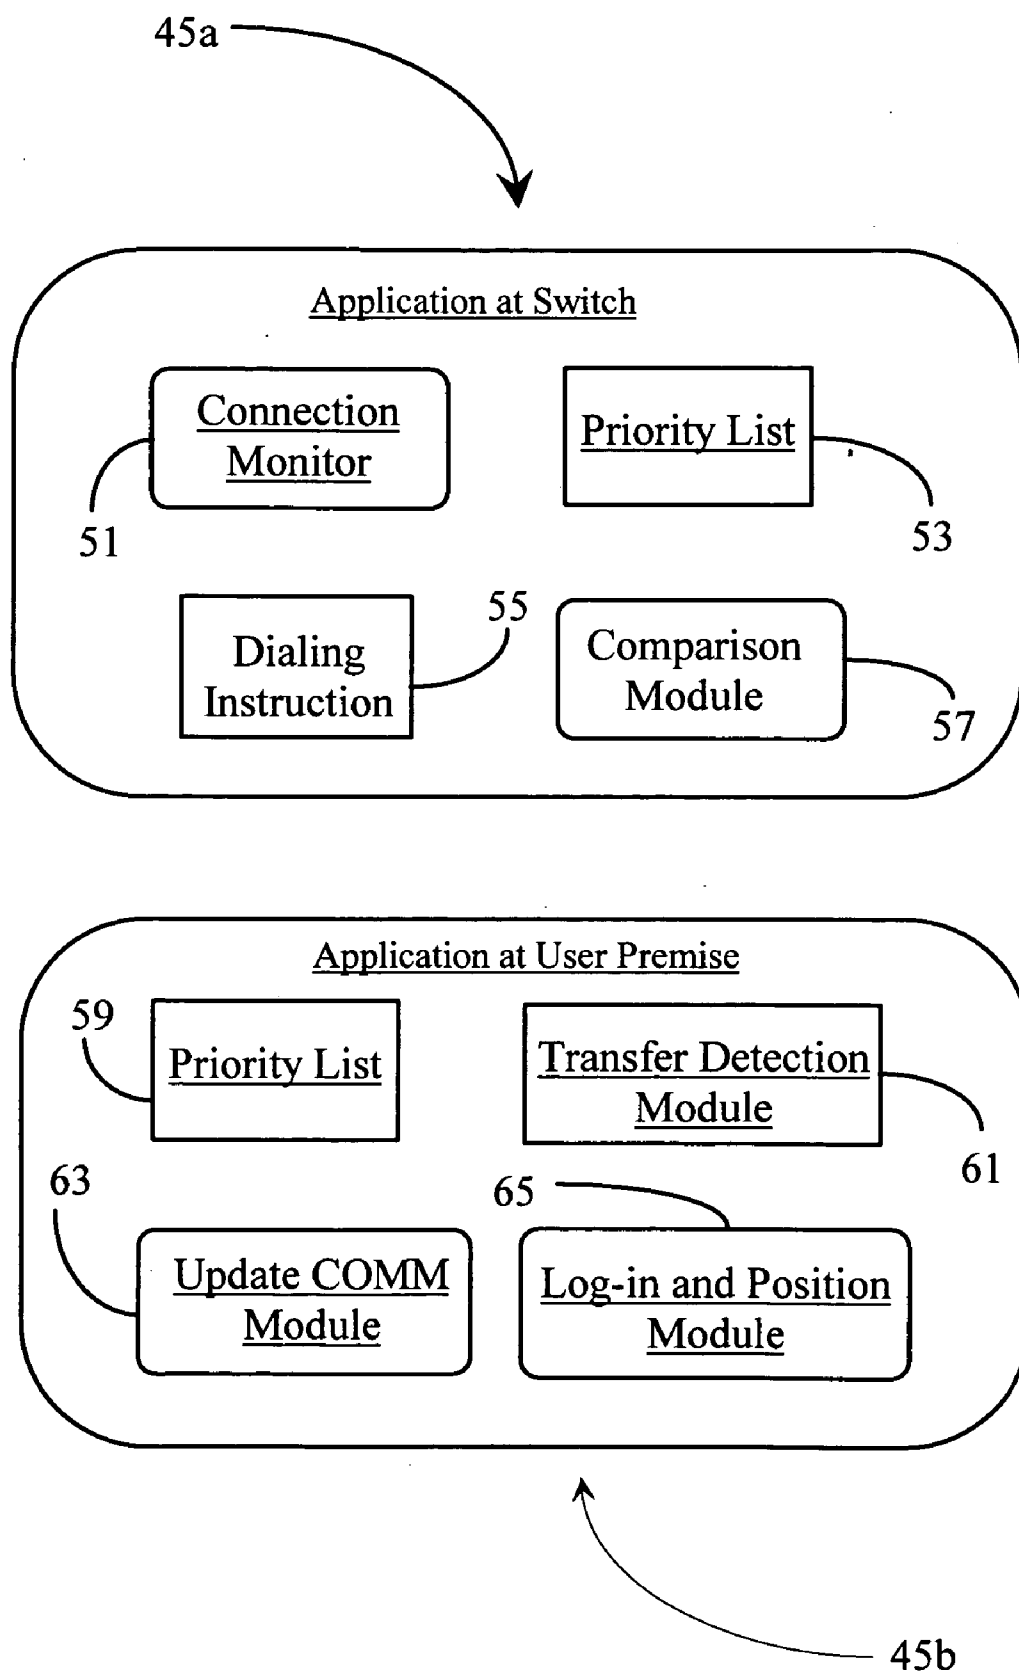 45a
Application at Switch
Connection
Monitor
Priority List
51
53
Dialing
Instruction
55
Comparison
Module
57
Application at User Premise
59
Priority List
Transfer Detection
Module
61
63
65
Update COMM
Module
Log-in and Position
Module
45b